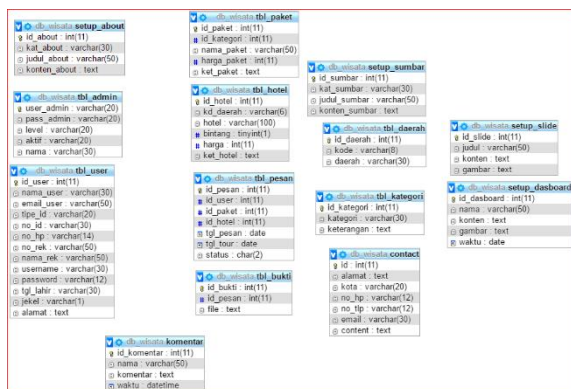 db_wisata setup_about
id_about : int(11)
kat_about : varchar(30)
judul_about : varchar(50)
konten_about : text
db_wisata tbl_admin
user_admin : varchar(20)
pass_admin : varchar(20)
level : varchar(20)
aktif : varchar(20)
nama : varchar(30)
db_wisata tbl_user
id_user : int(11)
nama_user : varchar(30)
email_user : varchar(50)
tipe_id : varchar(20)
no_id : varchar(30)
no_hp : varchar(14)
no_rek : varchar(50)
nama_rek : varchar(50)
username : varchar(30)
password : varchar(12)
tgl_lahir : varchar(30)
jekel : varchar(1)
alamat : text
db_wisata komentar
id_komentar : int(11)
nama : varchar(50)
komentar : text
waktu : datetime
db_wisata tbl_paket
id_paket : int(11)
id_kategori : int(11)
nama_paket : varchar(50)
harga_paket : int(11)
ket_paket : text
db_wisata tbl_hotel
id_hotel : int(11)
kd_daerah : varchar(6)
hotel : varchar(100)
bintang : tinyint(1)
harga : int(11)
ket_hotel : text
db_wisata tbl_pesan
id_pesan : int(11)
id_user : int(11)
id_paket : int(11)
id_hotel : int(11)
tgl_pesan : date
tgl_tour : date
status : char(2)
db_wisata tbl_bukti
id_bukti : int(11)
id_pesan : int(11)
file : text
db_wisata setup_sumbar
id_sumbar : int(11)
kat_sumbar : varchar(30)
judul_sumbar : varchar(50)
konten_sumbar : text
db_wisata tbl_daerah
id_daerah : int(11)
kode : varchar(8)
daerah : varchar(30)
db_wisata tbl_kategori
id_kategori : int(11)
kategori : varchar(30)
keterangan : text
db_wisata contact
id : int(11)
alamat : text
kota : varchar(20)
no_hp : varchar(12)
no_tlp : varchar(12)
email : varchar(30)
content : text
db_wisata setup_slide
id_slide : int(11)
judul : varchar(50)
konten : text
gambar : text
db_wisata setup_dasboard
id_dasboard : int(11)
nama : varchar(50)
konten : text
gambar : text
waktu : date